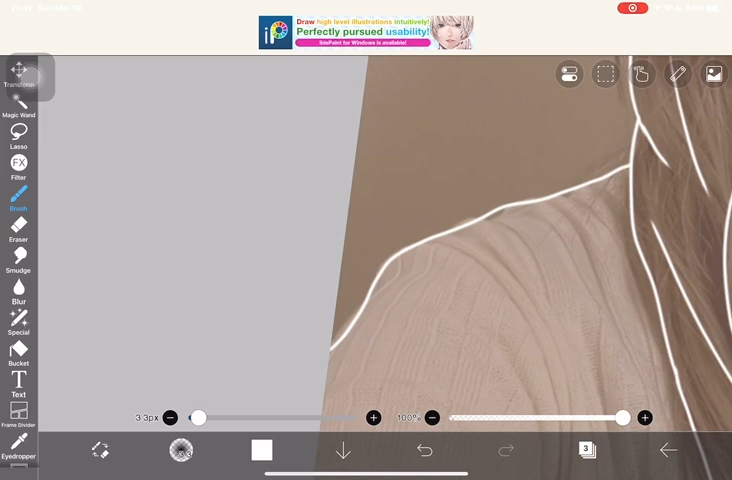 Draw high level illustrations intuitively!
Perfectly pursued usability!
ibisPaint for Windows is available!
iP
Transform
Magic Wand
Lasso
FX
Filter
Brush
Eraser
Smudge
Blur
Special
Bucket
T
Text
Frame Divider
Eyedropper
3.3px
100%
3